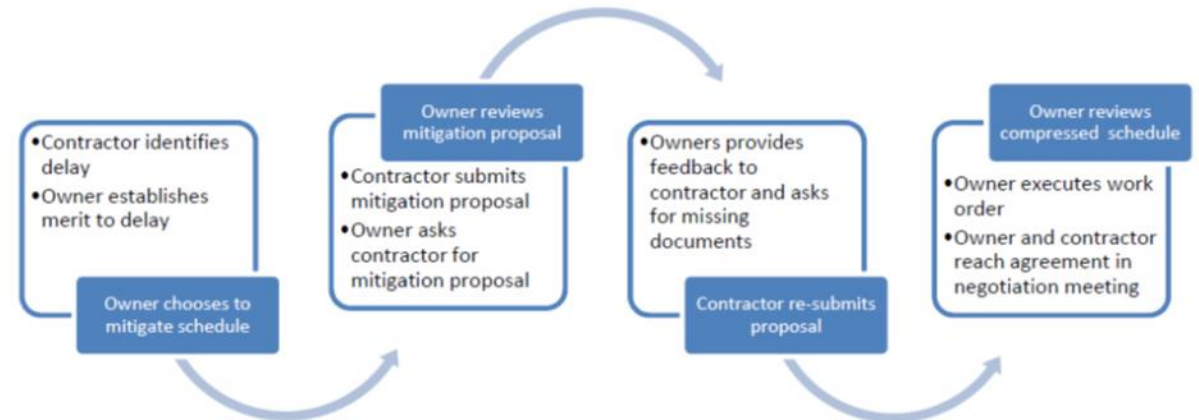 •Contractor identifies
delay
•Owner establishes
merit to delay
Owner chooses to
mitigate schedule
Owner reviews
mitigation proposal
•Contractor submits
mitigation proposal
•Owner asks
contractor for
mitigation proposal
•Owners provides
feedback to
contractor and asks
for missing
documents
Contractor re-submits
proposal
Owner reviews
compressed schedule
•Owner executes work
order
•Owner and contractor
reach agreement in
negotiation meeting